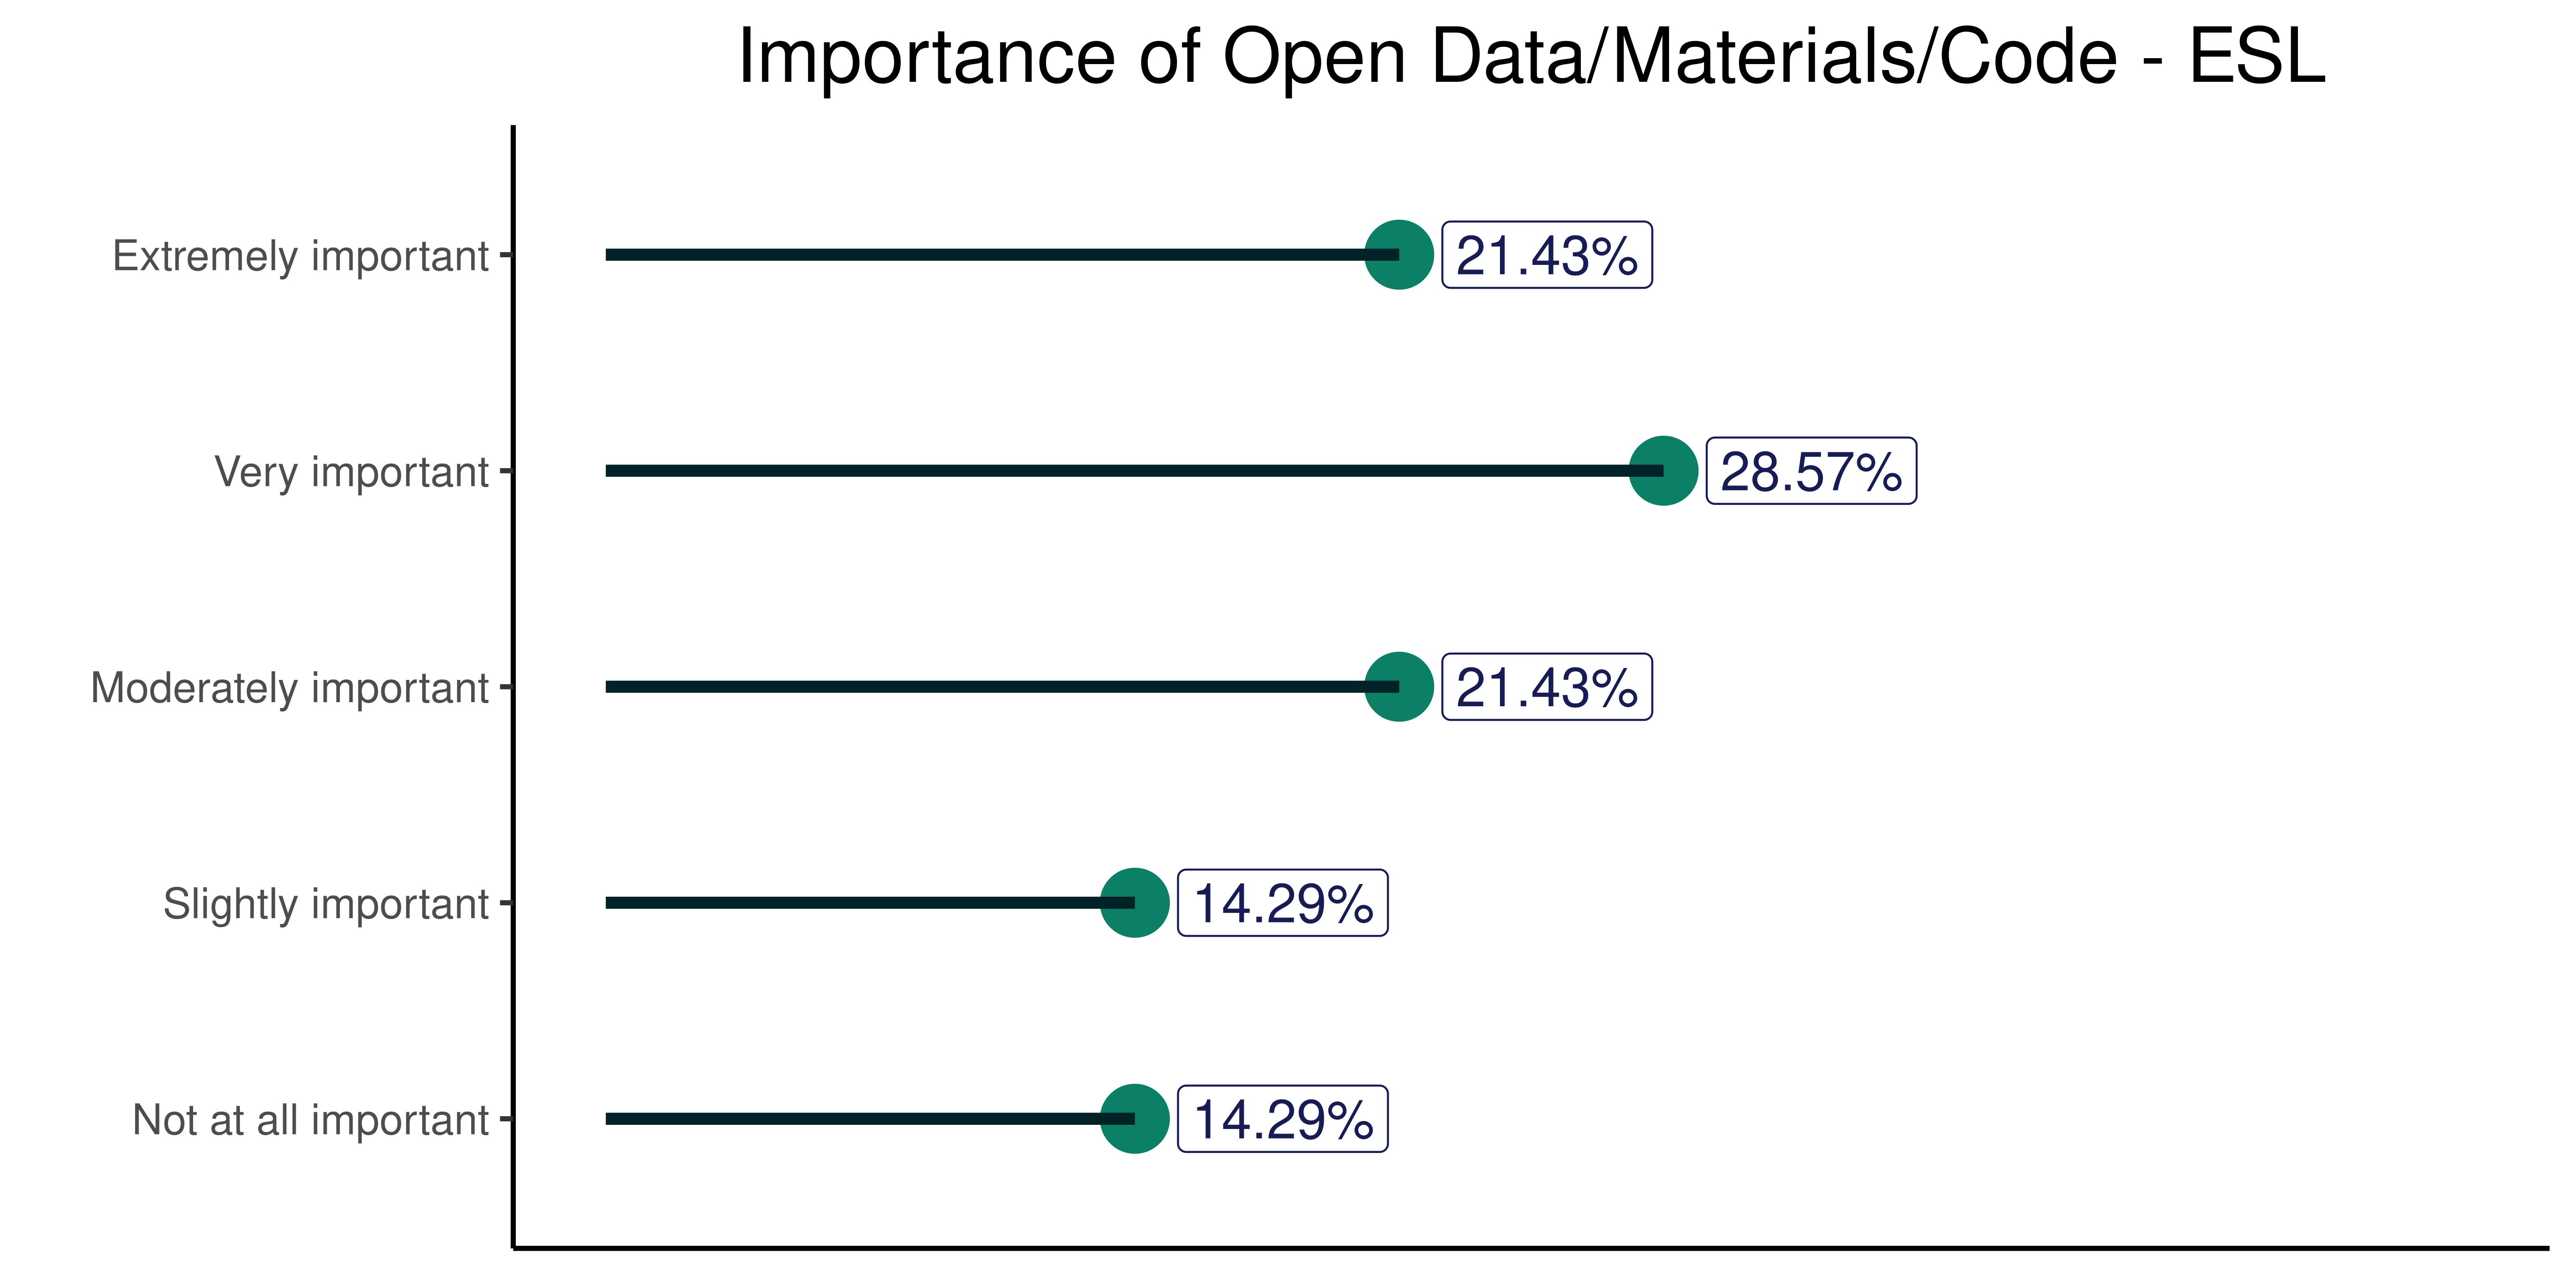 Importance of Open Data/Materials/Code - ESL
Extremely important
21.43%
Very important
28.57%
Moderately important
21.43%
Slightly important
14.29%
Not at all important
14.29%